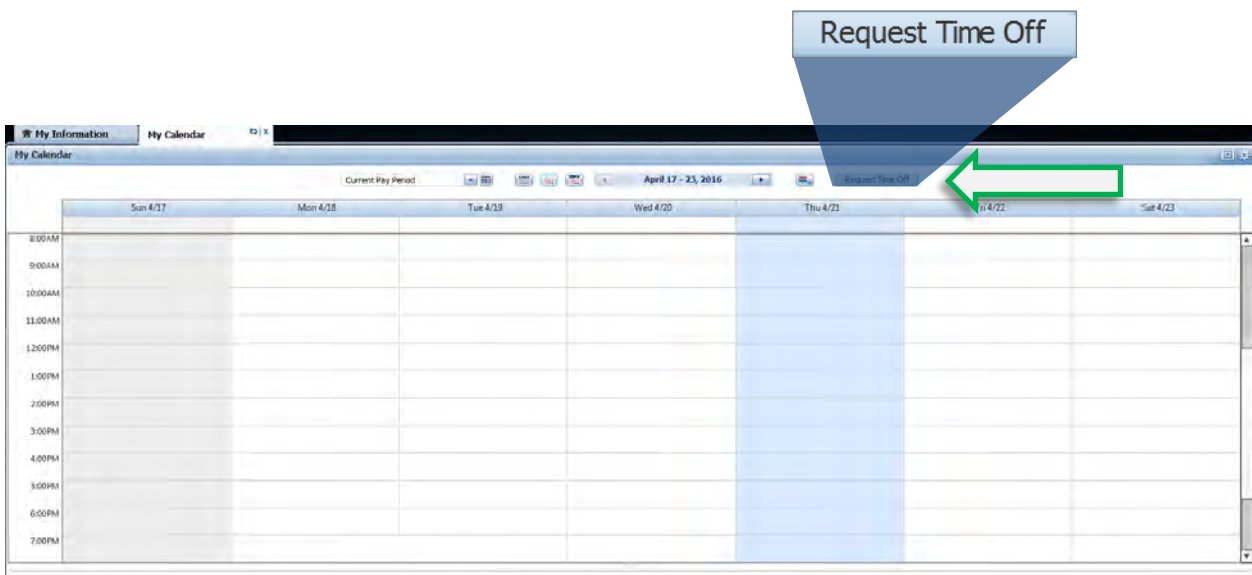 Request Time Off
My Information My Calendar
My Calendar
Current Pay Period April 17 - 23, 2016 Request Time Off
Sun 4/17 Mon 4/18 Tue 4/19 Wed 4/20 Thu 4/21 Fri 4/22 Sat 4/23
8:00AM
9:00AM
10:00AM
11:00AM
12:00PM
1:00PM
2:00PM
3:00PM
4:00PM
5:00PM
6:00PM
7:00PM